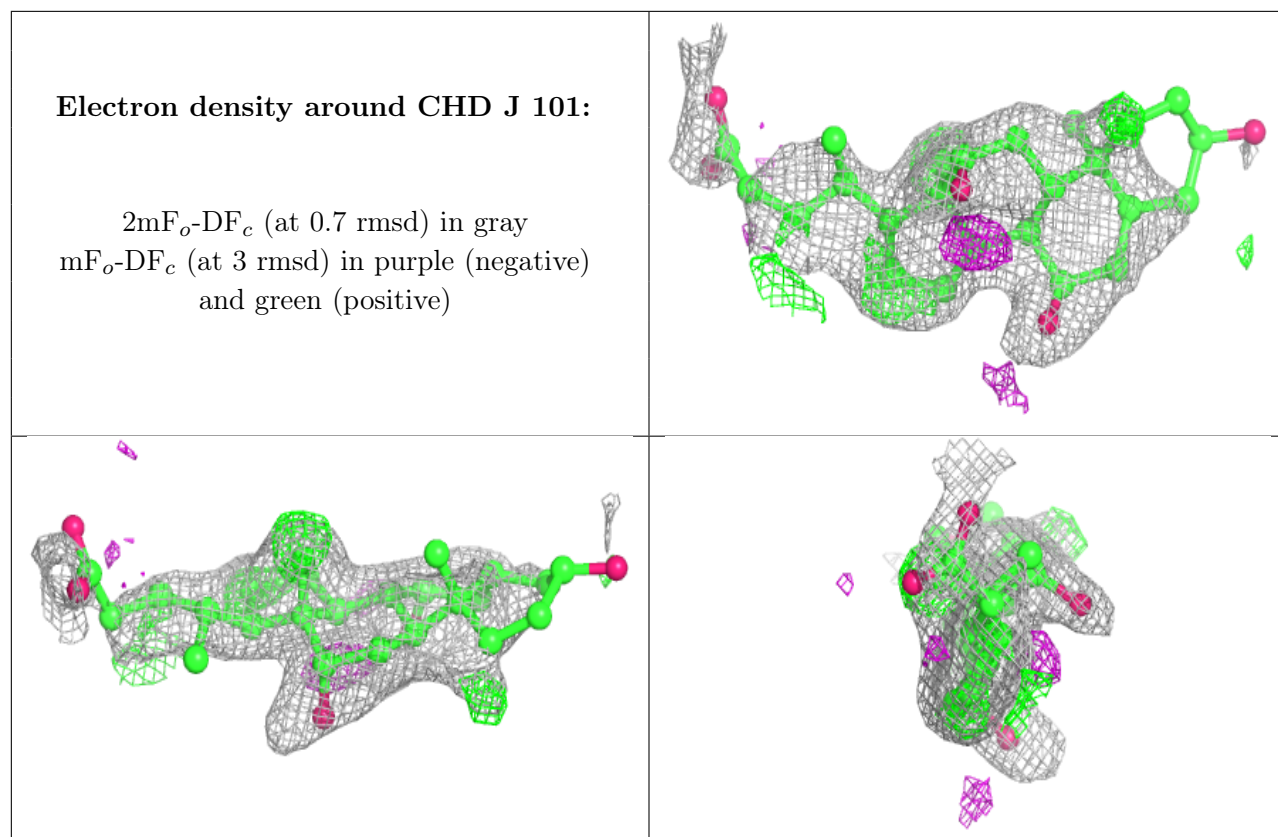 Electron density around CHD J 101:
2mFo-DFc (at 0.7 rmsd) in gray
mFo-DFc (at 3 rmsd) in purple (negative)
and green (positive)